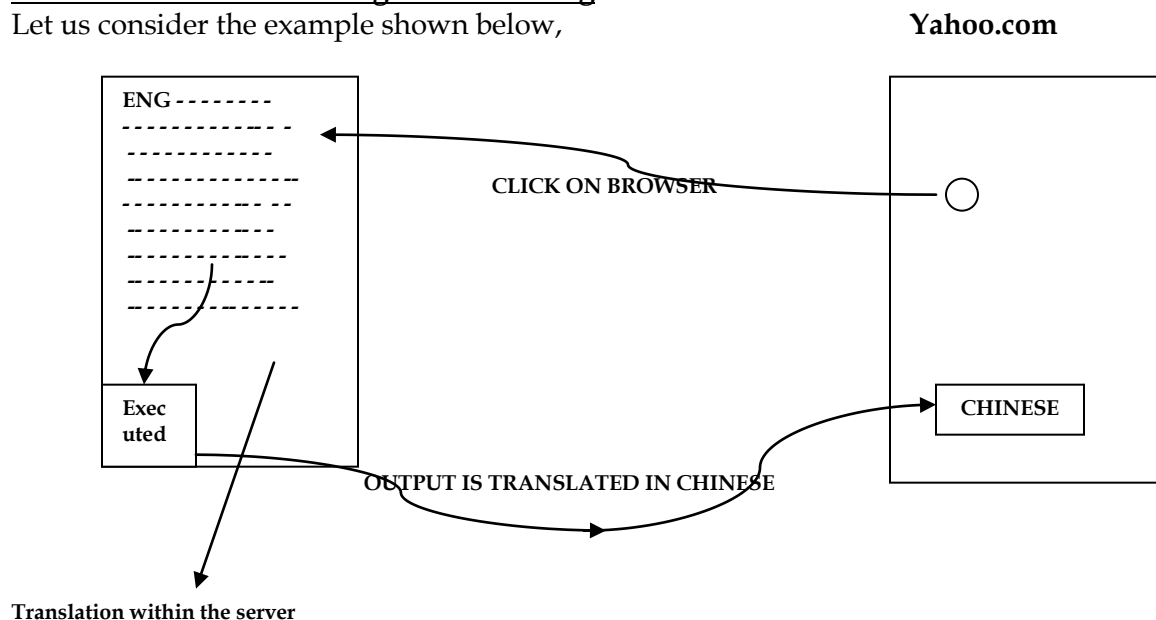 Let us consider the example shown below,
Yahoo.com
ENG - - - - - - - -
CLICK ON BROWSER
Exec
uted
CHINESE
OUTPUT IS TRANSLATED IN CHINESE
Translation within the server